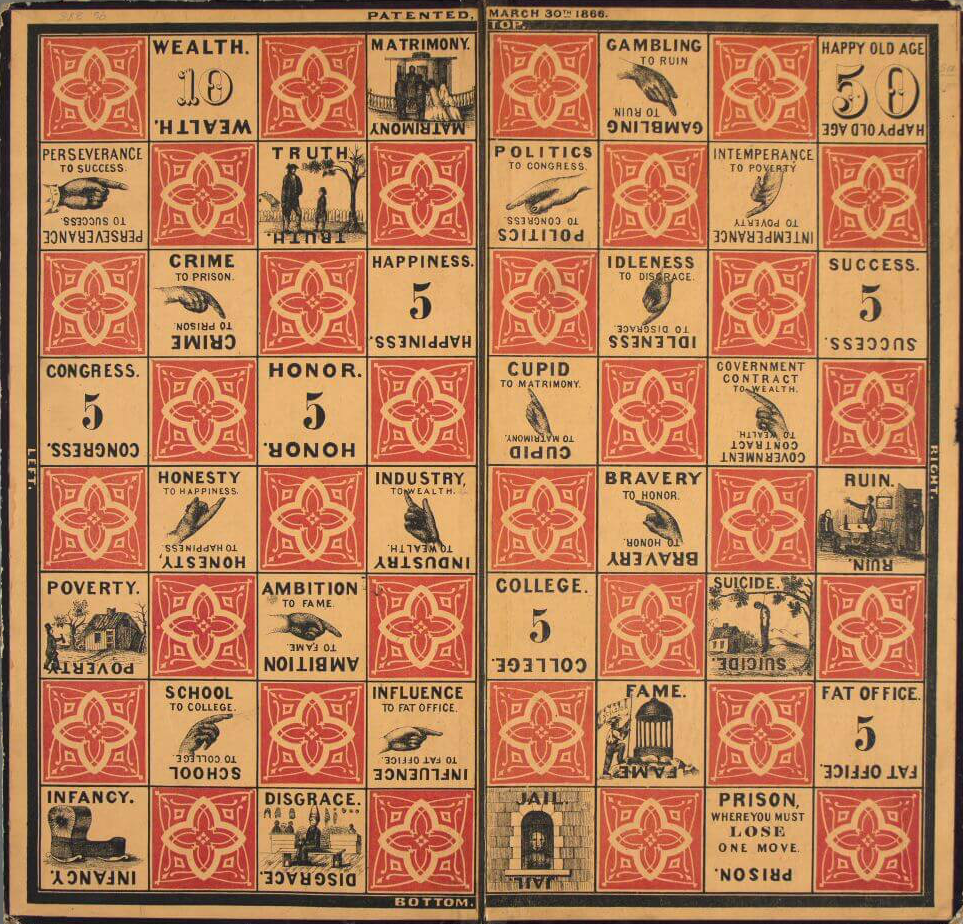 PATENTED, MARCH 30TH 1866.
TOP.
WEALTH.
10
WEALTH.
MATRIMONY.
MATRIMONY
GAMBLING
TO RUIN
TO RUIN.
GAMBLING
HAPPY OLD AGE
50
HAPPY OLD AGE
PERSEVERANCE
TO SUCCESS.
TO SUCCESS.
PERSEVERANCE
TRUTH
TRUTH.
POLITICS
TO CONGRESS.
TO CONGRESS
POLITICS
INTEMPERANCE
TO POVERTY
TO POVERTY
INTEMPERANCE
CRIME
TO PRISON.
TO PRISON
CRIME
HAPPINESS.
5
HAPPINESS.
IDLENESS
TO DISGRACE.
TO DISGRACE.
IDLENESS
SUCCESS.
5
SUCCESS.
CONGRESS.
5
CONGRESS.
HONOR.
5
HONOR.
CUPID
TO MATRIMONY.
TO MATRIMONY.
CUPID
GOVERNMENT
CONTRACT
TO WEALTH.
TO WEALTH.
CONTRACT
GOVERNMENT
LEFT.
RIGHT.
HONESTY
TO HAPPINESS.
TO HAPPINESS
HONESTY,
INDUSTRY,
TO WEALTH.
TO WEALTH.
INDUSTRY
BRAVERY
TO HONOR.
TO HONOR.
BRAVERY
RUIN.
RUIN.
POVERTY.
POVERTY
AMBITION
TO FAME.
TO FAME.
AMBITION
COLLEGE.
5
COLLEGE.
SUICIDE.
SUICIDE.
SCHOOL
TO COLLEGE.
TO COLLEGE
SCHOOL
INFLUENCE
TO FAT OFFICE.
TO FAT OFFICE.
INFLUENCE
FAME.
FAME.
FAT OFFICE.
5
FAT OFFICE.
INFANCY.
INFANCY.
DISGRACE.
DISGRACE.
JAIL
JAIL.
PRISON,
WHERE YOU MUST
LOSE
ONE MOVE.
PRISON.
BOTTOM.